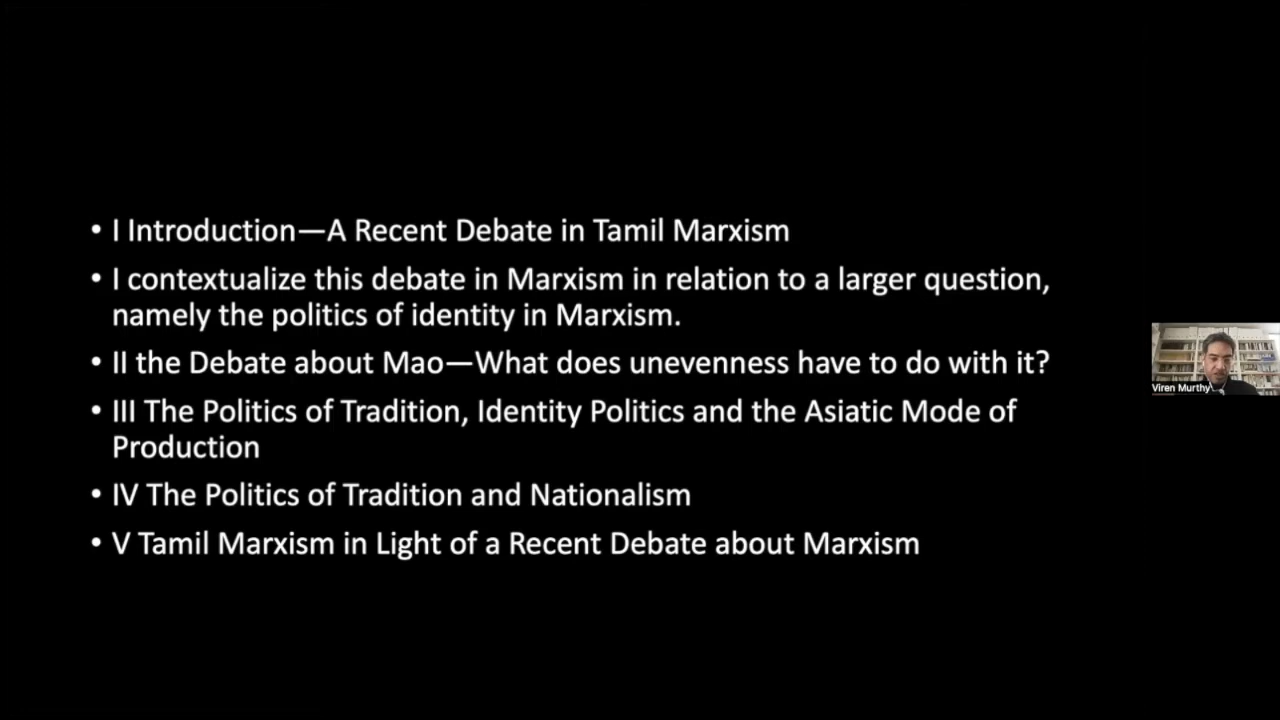 • I Introduction—A Recent Debate in Tamil Marxism
• I contextualize this debate in Marxism in relation to a larger question,
namely the politics of identity in Marxism.
• II the Debate about Mao—What does unevenness have to do with it?
• III The Politics of Tradition, Identity Politics and the Asiatic Mode of
Production
• IV The Politics of Tradition and Nationalism
• V Tamil Marxism in Light of a Recent Debate about Marxism
Viren Murthy